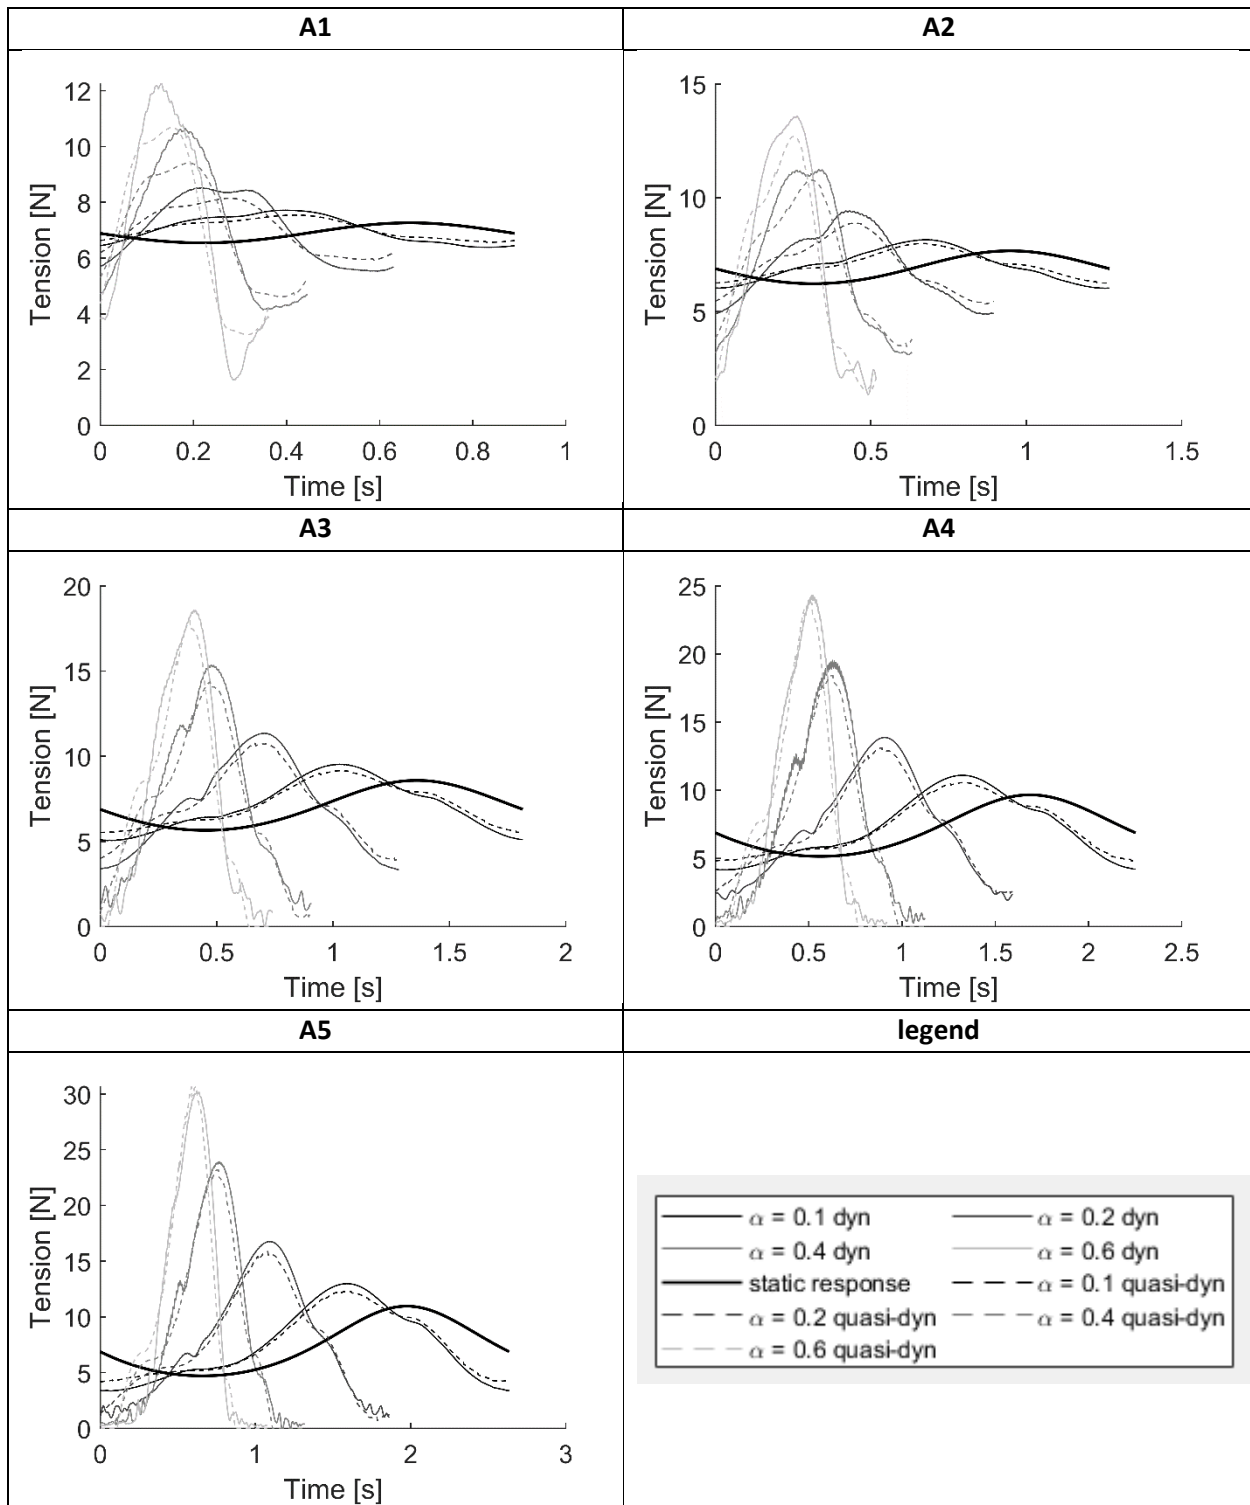 A1 A2
12
10
8
6
4
2
0
Tension [N]
0 0.2 0.4 0.6 0.8 1
Time [s]
15
10
5
0
Tension [N]
0 0.5 1 1.5
Time [s]
A3 A4
20
15
10
5
0
Tension [N]
0 0.5 1 1.5 2
Time [s]
25
20
15
10
5
0
Tension [N]
0 0.5 1 1.5 2 2.5
Time [s]
A5 legend
30
25
20
15
10
5
0
Tension [N]
0 1 2 3
Time [s]
α = 0.1 dyn α = 0.2 dyn
α = 0.4 dyn α = 0.6 dyn
static response α = 0.1 quasi-dyn
α = 0.2 quasi-dyn α = 0.4 quasi-dyn
α = 0.6 quasi-dyn